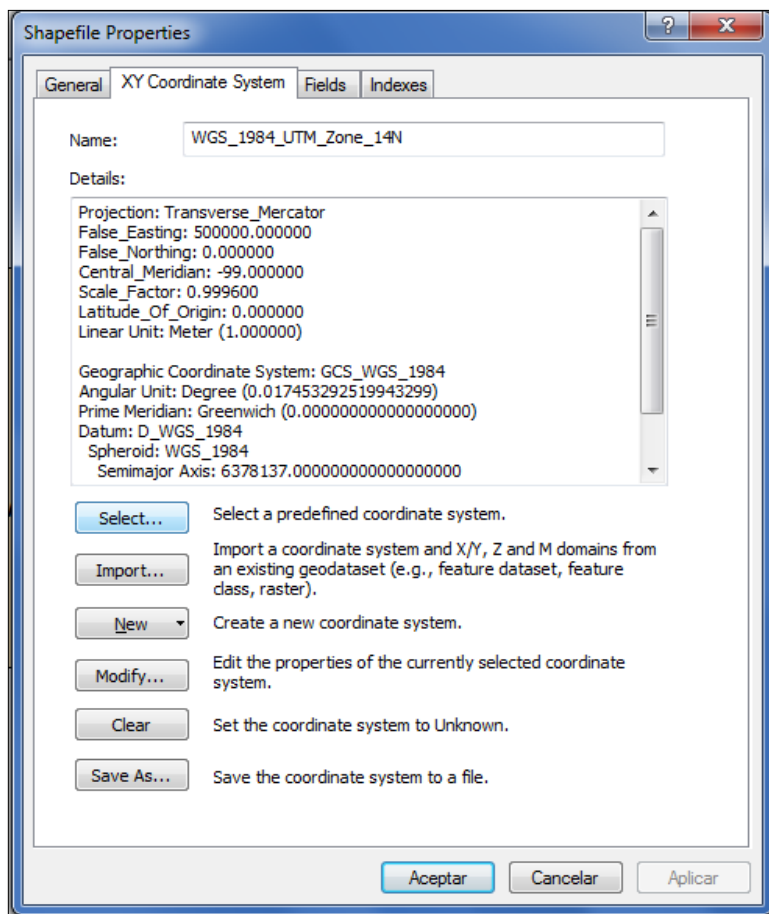 Shapefile Properties
General XY Coordinate System Fields Indexes
Name: WGS_1984_UTM_Zone_14N
Details:
Projection: Transverse_Mercator
False_Easting: 500000.000000
False_Northing: 0.000000
Central_Meridian: -99.000000
Scale_Factor: 0.999600
Latitude_Of_Origin: 0.000000
Linear Unit: Meter (1.000000)
Geographic Coordinate System: GCS_WGS_1984
Angular Unit: Degree (0.017453292519943299)
Prime Meridian: Greenwich (0.000000000000000000)
Datum: D_WGS_1984
Spheroid: WGS_1984
Semimajor Axis: 6378137.000000000000000000
Select... Select a predefined coordinate system.
Import... Import a coordinate system and X/Y, Z and M domains from
an existing geodataset (e.g., feature dataset, feature
class, raster).
New Create a new coordinate system.
Modify... Edit the properties of the currently selected coordinate
system.
Clear Set the coordinate system to Unknown.
Save As... Save the coordinate system to a file.
Aceptar Cancelar Aplicar